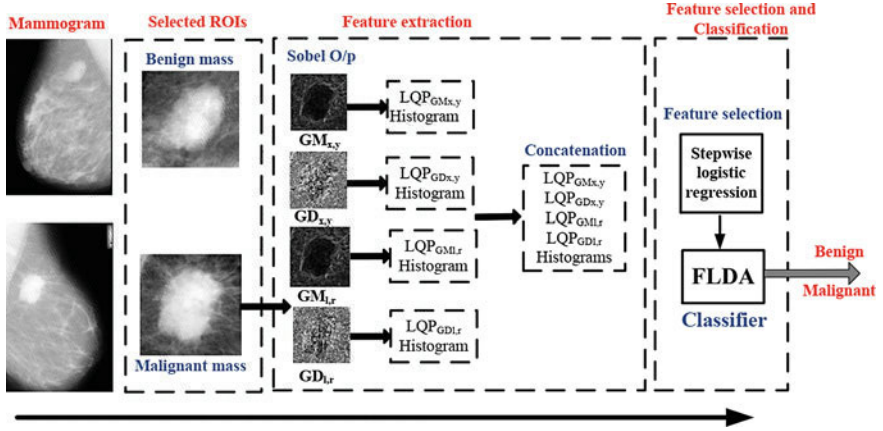 Mammogram
Selected ROIs
Feature extraction
Feature selection and
Classification
Benign mass
Malignant mass
Sobel O/p
GMx,y
GDx,y
GMl,r
GDl,r
LQPGMx,y
Histogram
LQPGDx,y
Histogram
LQPGMl,r
Histogram
LQPGDl,r
Histogram
Concatenation
LQPGMx,y
LQPGDx,y
LQPGMl,r
LQPGDl,r
Histograms
Feature selection
Stepwise
logistic
regression
FLDA
Classifier
Benign
Malignant